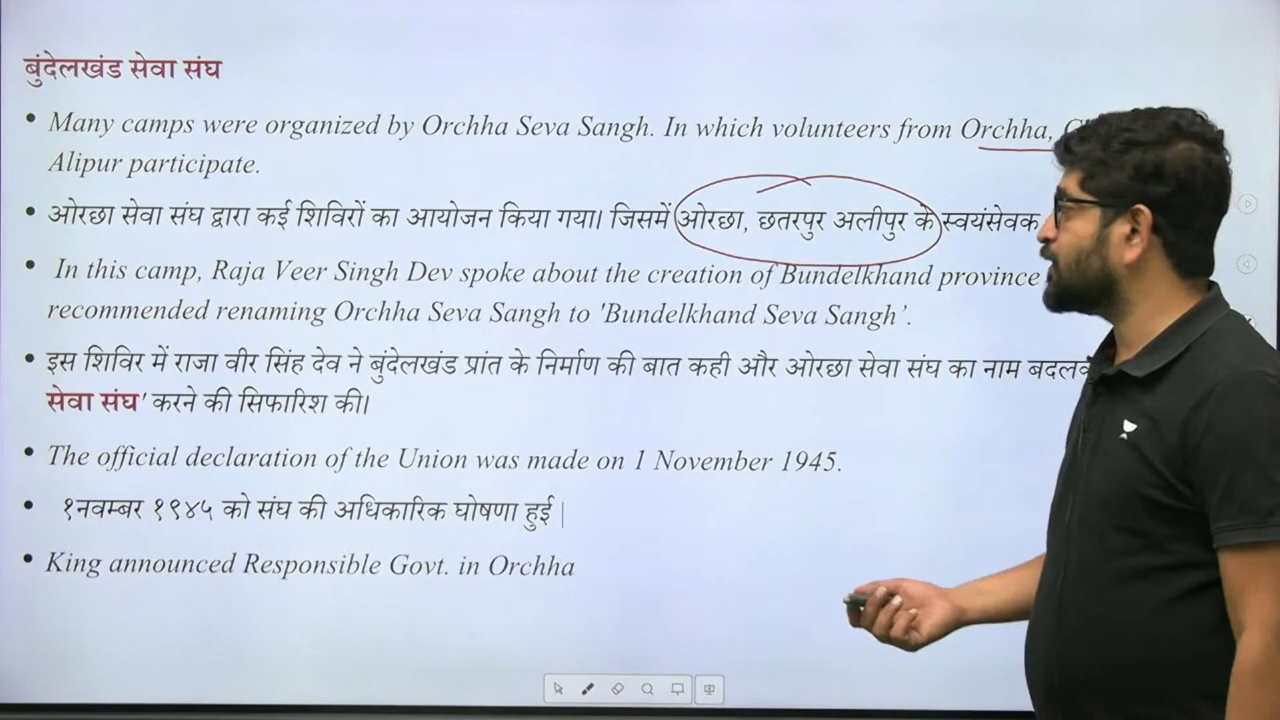 बुंदेलखंड सेवा संघ
• Many camps were organized by Orchha Seva Sangh. In which volunteers from Orchha,
Alipur participate.
• ओरछा सेवा संघ द्वारा कई शिविरों का आयोजन किया गया। जिसमें ओरछा, छतरपुर अलीपुर के स्वयंसेवक
• In this camp, Raja Veer Singh Dev spoke about the creation of Bundelkhand province
recommended renaming Orchha Seva Sangh to 'Bundelkhand Seva Sangh’.
• इस शिविर में राजा वीर सिंह देव ने बुंदेलखंड प्रांत के निर्माण की बात कही और ओरछा सेवा संघ का नाम
सेवा संघ' करने की सिफारिश की।
• The official declaration of the Union was made on 1 November 1945.
• १नवम्बर १९४५ को संघ की अधिकारिक घोषणा हुई |
• King announced Responsible Govt. in Orchha